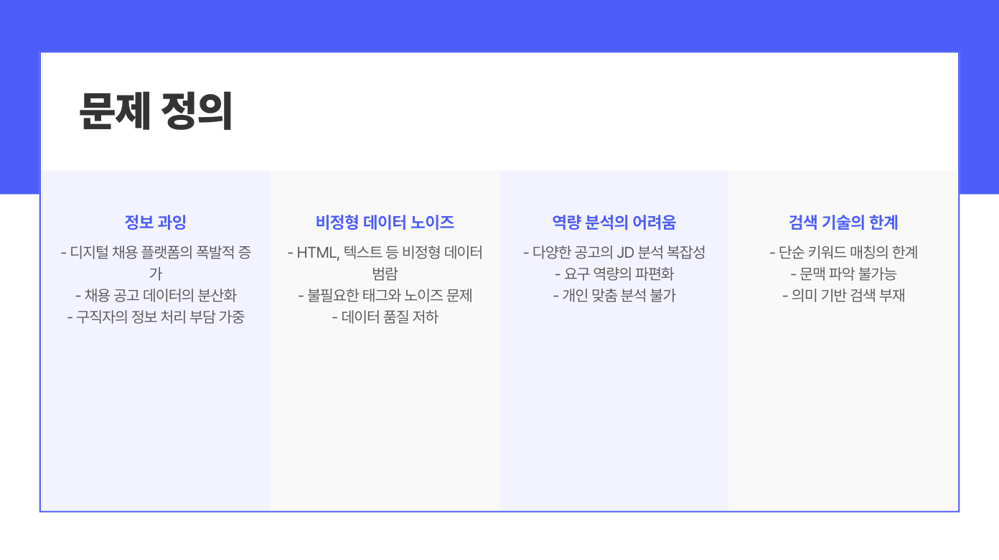 문제 정의
정보 과잉
- 디지털 채용 플랫폼의 폭발적 증
가
- 채용 공고 데이터의 분산화
- 구직자의 정보 처리 부담 가중
비정형 데이터 노이즈
- HTML, 텍스트 등 비정형 데이터
범람
- 불필요한 태그와 노이즈 문제
- 데이터 품질 저하
역량 분석의 어려움
- 다양한 공고의 JD 분석 복잡성
- 요구 역량의 파편화
- 개인 맞춤 분석 불가
검색 기술의 한계
- 단순 키워드 매칭의 한계
- 문맥 파악 불가능
- 의미 기반 검색 부재